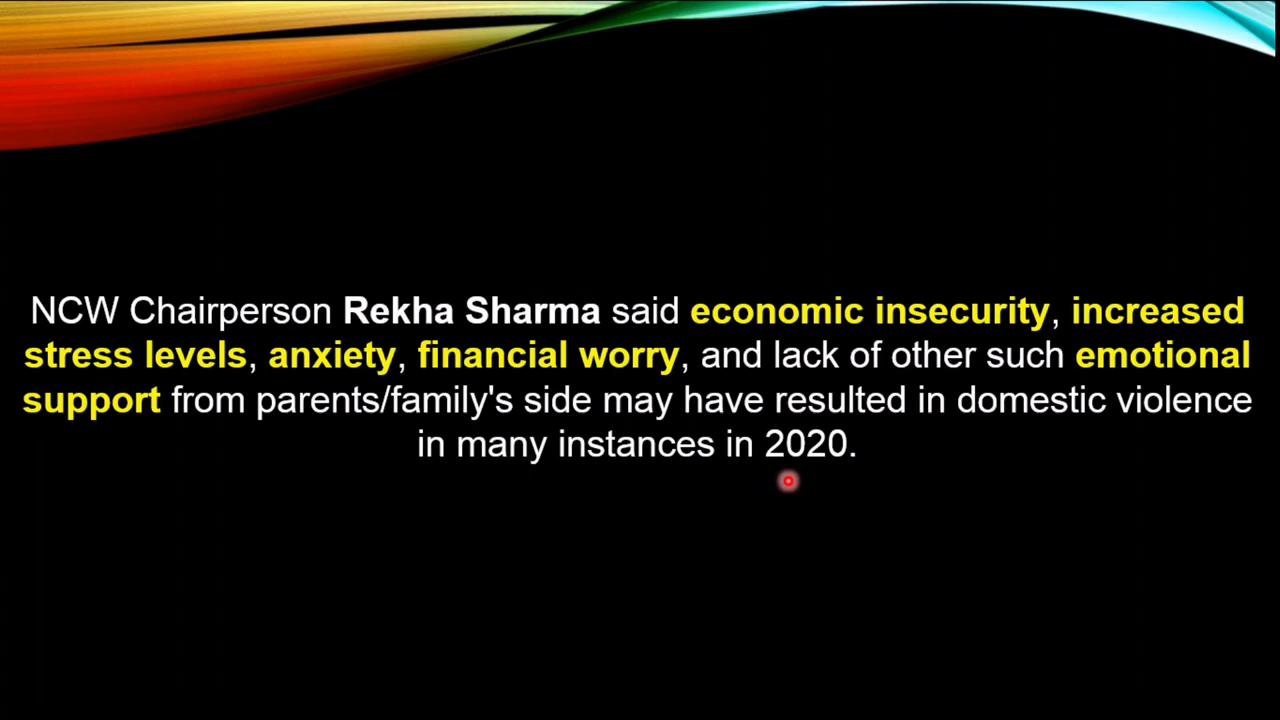 NCW Chairperson Rekha Sharma said economic insecurity, increased
stress levels, anxiety, financial worry, and lack of other such emotional
support from parents/family's side may have resulted in domestic violence
in many instances in 2020.